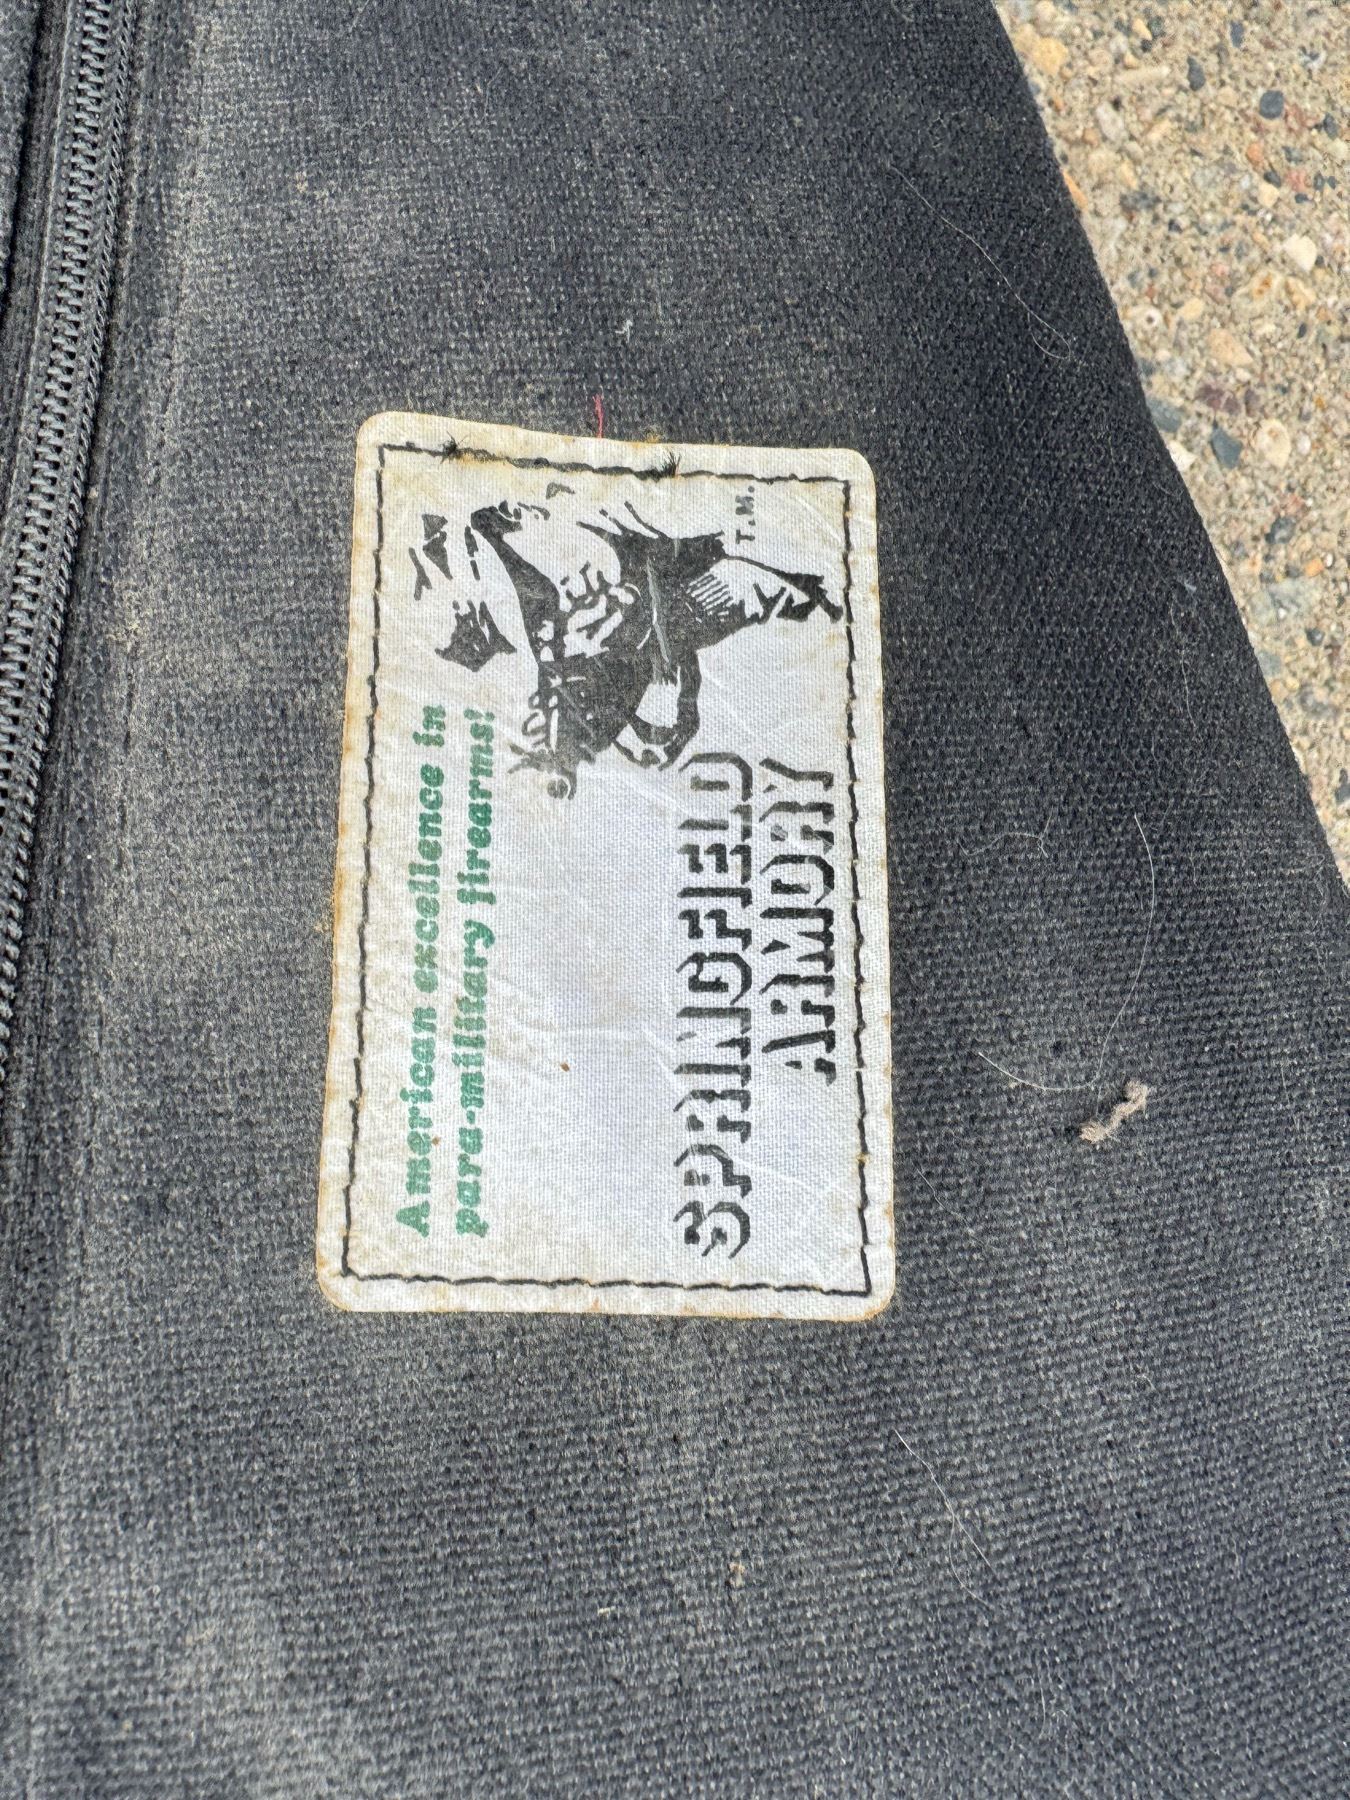 American excellence in
para-military firearms!
T.M.
SPRINGFIELD
ARMORY